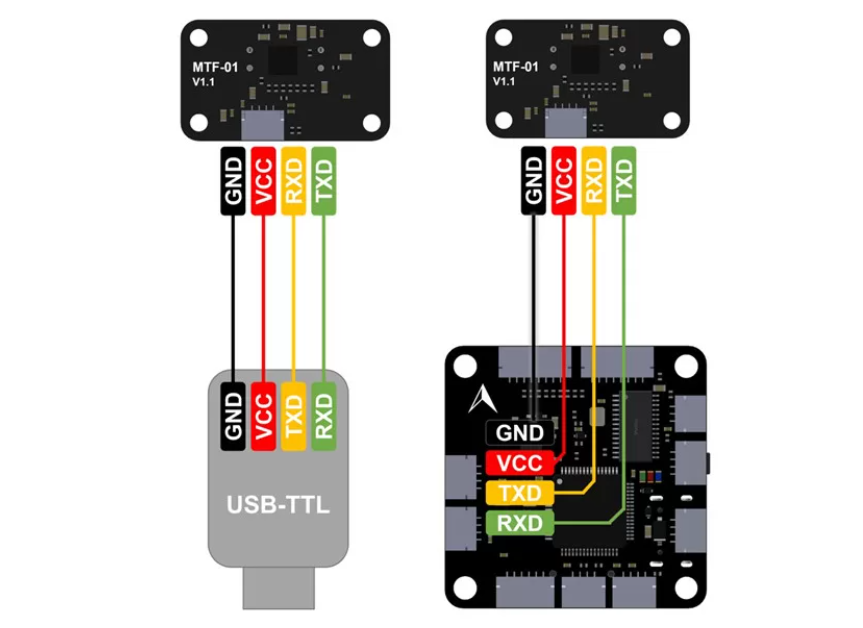 MTF-01
V1.1
GND
VCC
RXD
TXD
GND
VCC
TXD
RXD
USB-TTL
MTF-01
V1.1
GND
VCC
RXD
TXD
GND
VCC
TXD
RXD